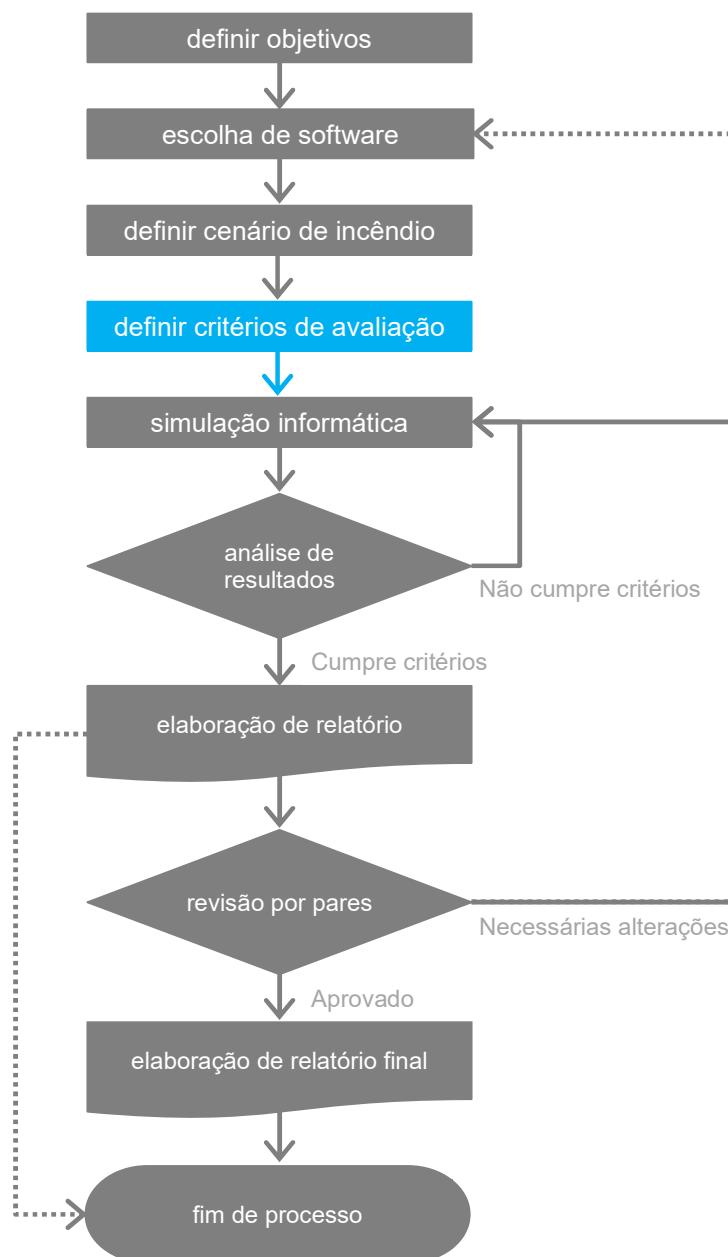 definir objetivos
escolha de software
definir cenário de incêndio
definir critérios de avaliação
simulação informática
análise de
resultados
Não cumpre critérios
Cumpre critérios
elaboração de relatório
revisão por pares
Necessárias alterações
Aprovado
elaboração de relatório final
fim de processo